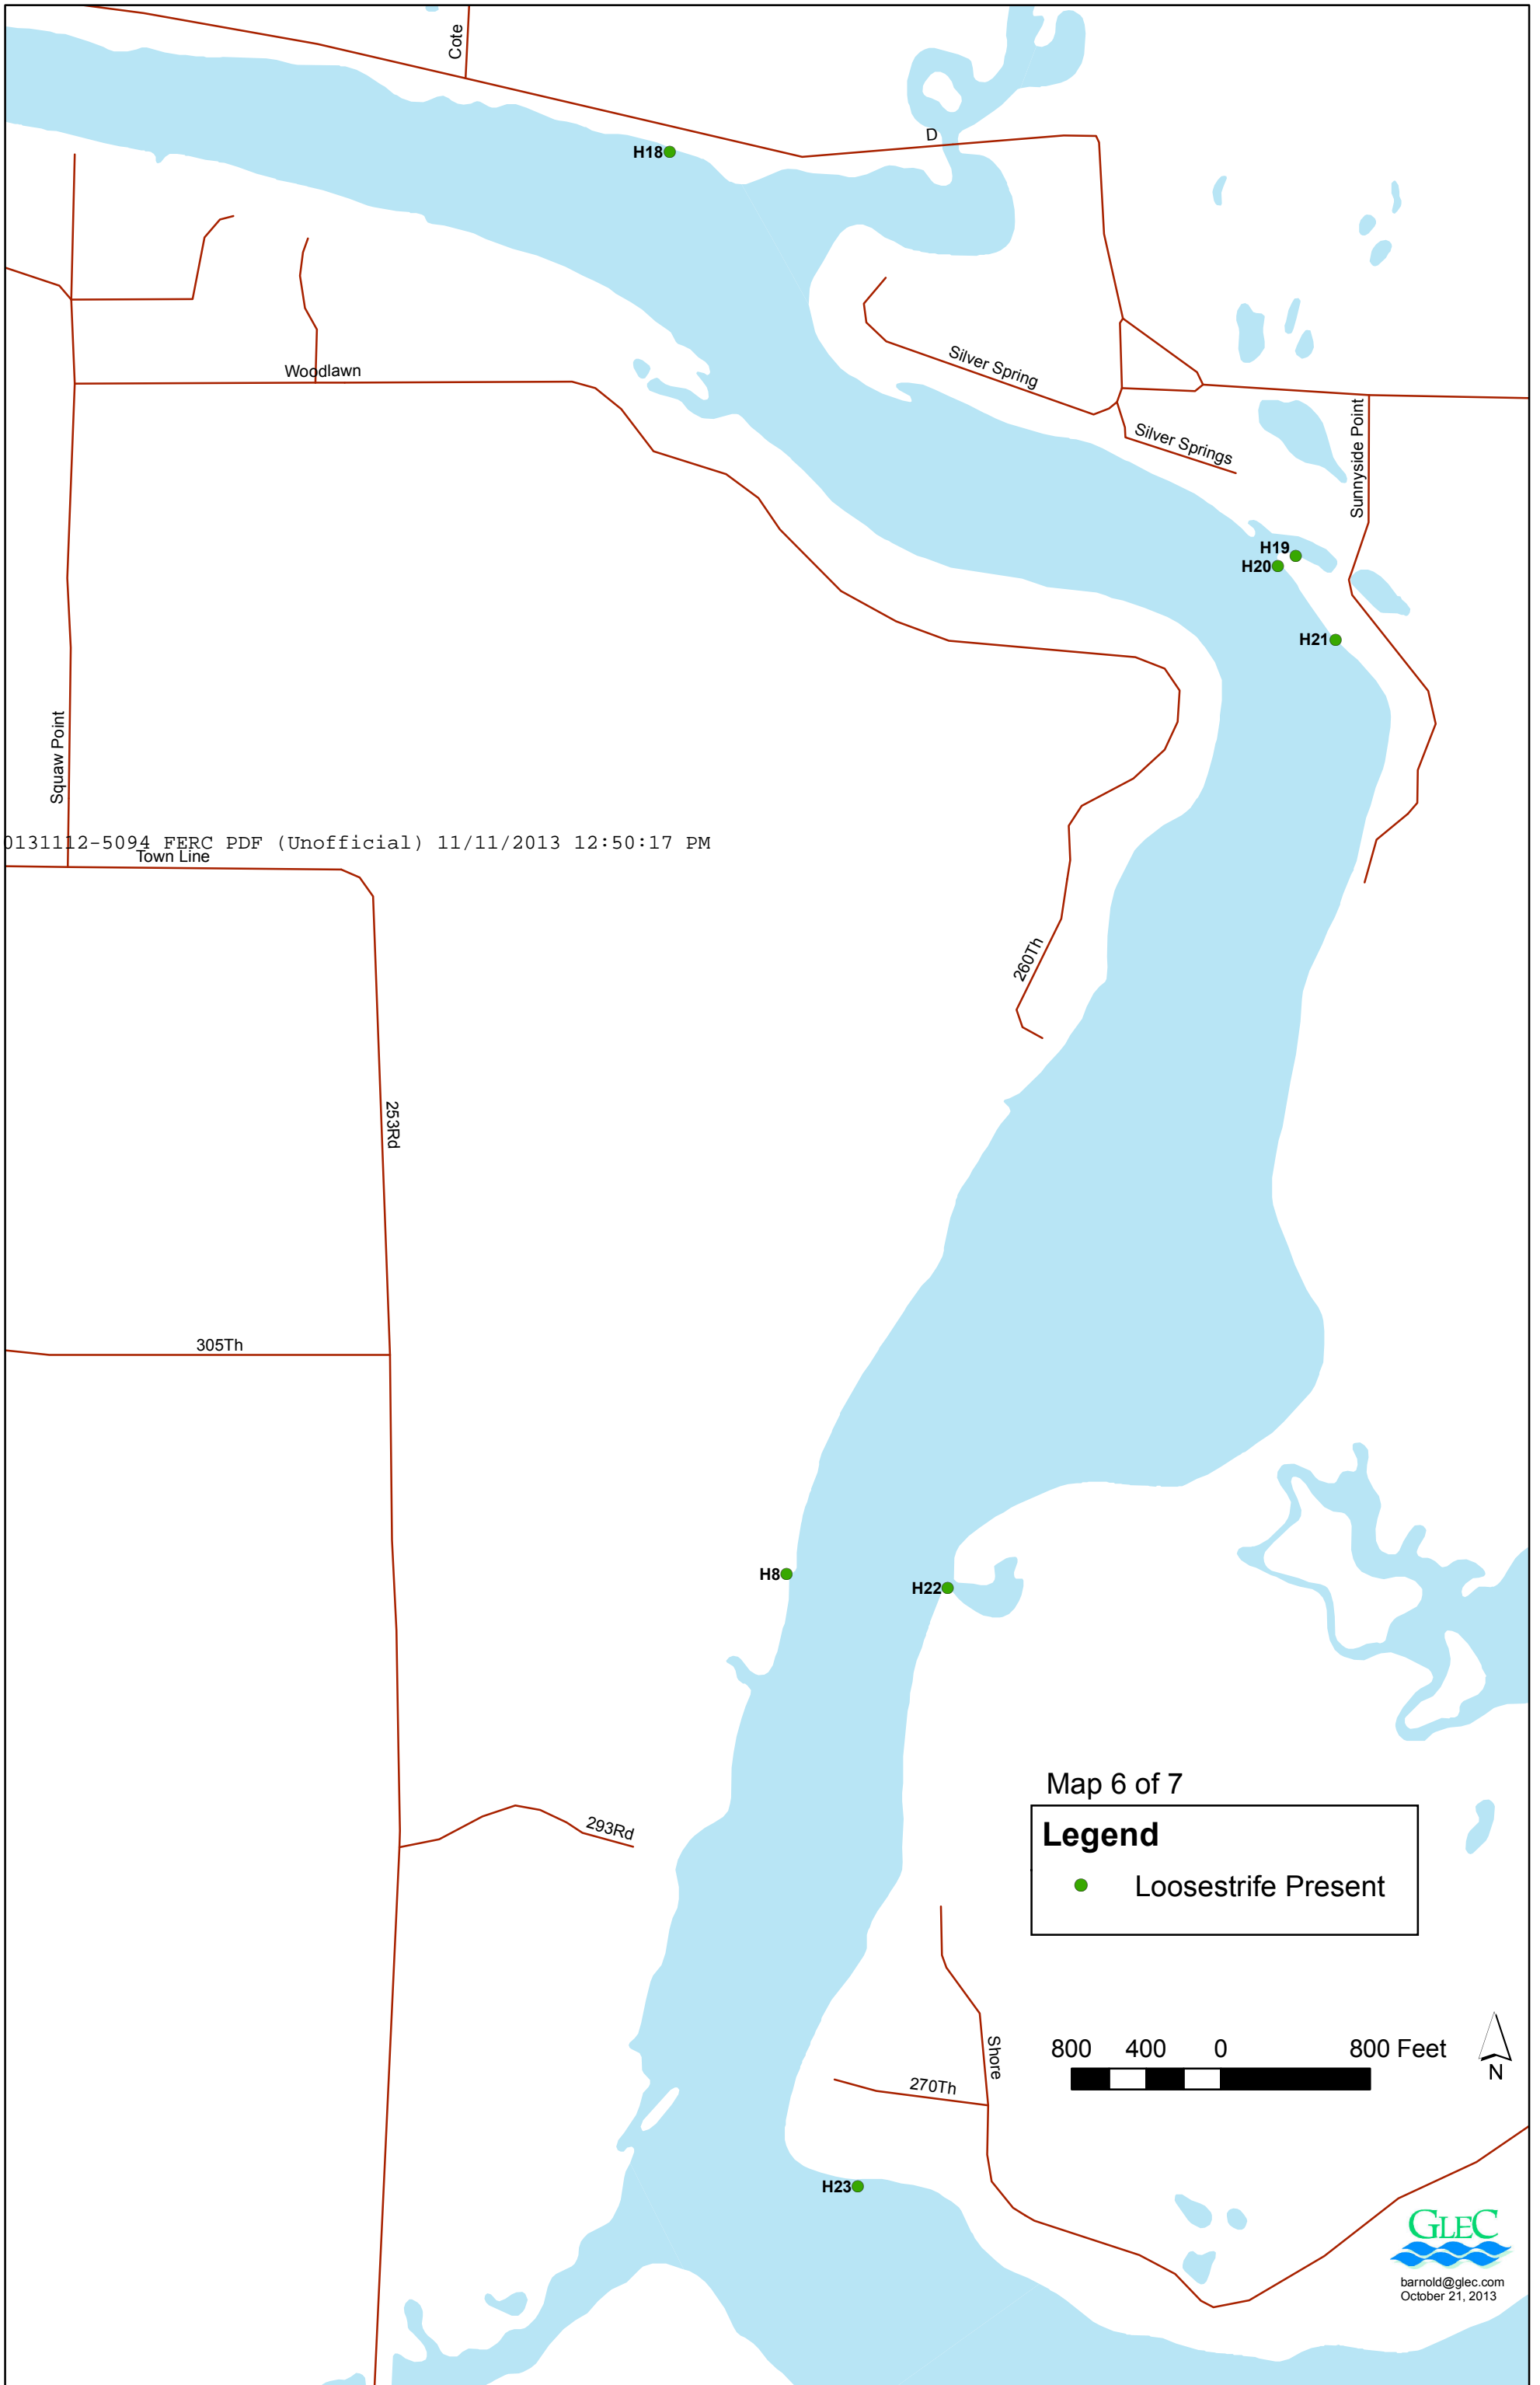 Cote
D
H18
Woodlawn
Silver Spring
Silver Springs
Sunnyside Point
H19
H20
H21
Squaw Point
0131112-5094 FERC PDF (Unofficial) 11/11/2013 12:50:17 PM
Town Line
260Th
253Rd
305Th
H8
H22
293Rd
Map 6 of 7
Legend
Loosestrife Present
Shore
800 400 0 800 Feet
N
270Th
H23
GLEC
barnold@glec.com
October 21, 2013